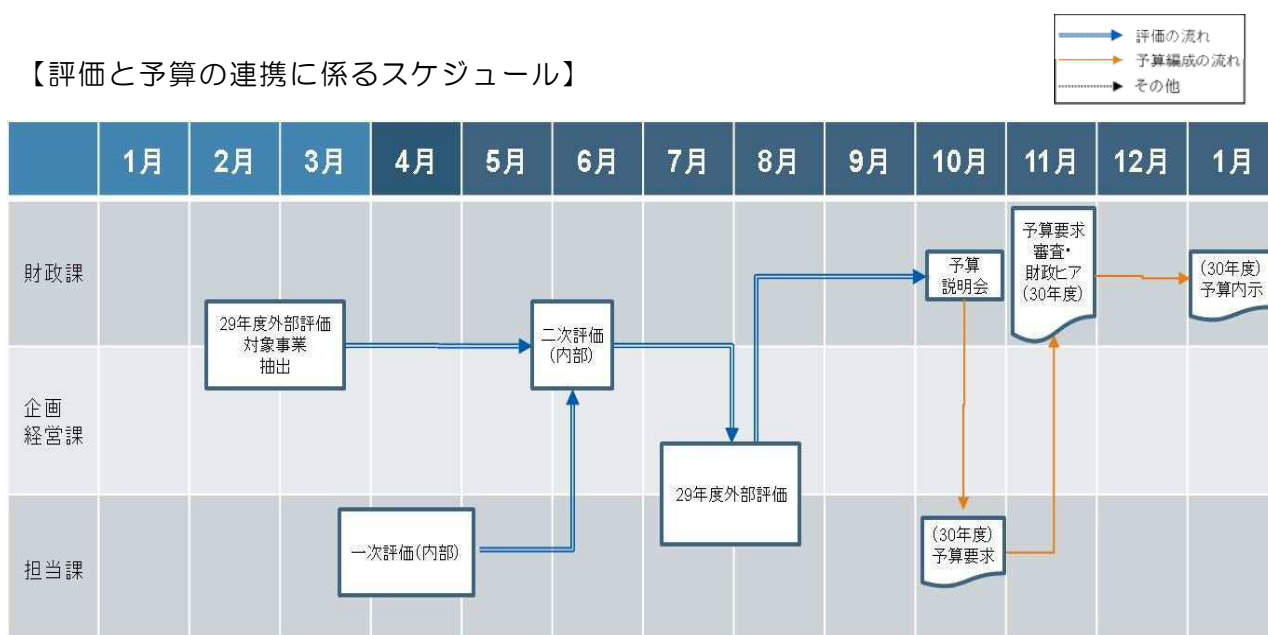 評価の流れ
予算編成の流れ
その他
【評価と予算の連携に係るスケジュール】
1月 2月 3月 4月 5月 6月 7月 8月 9月 10月 11月 12月 1月
財政課
企画
経営課
担当課
29年度外部評価
対象事業
抽出
一次評価(内部)
二次評価
(内部)
29年度外部評価
予算
説明会
(30年度)
予算要求
予算要求
審査・
財政ヒア
(30年度)
(30年度)
予算内示